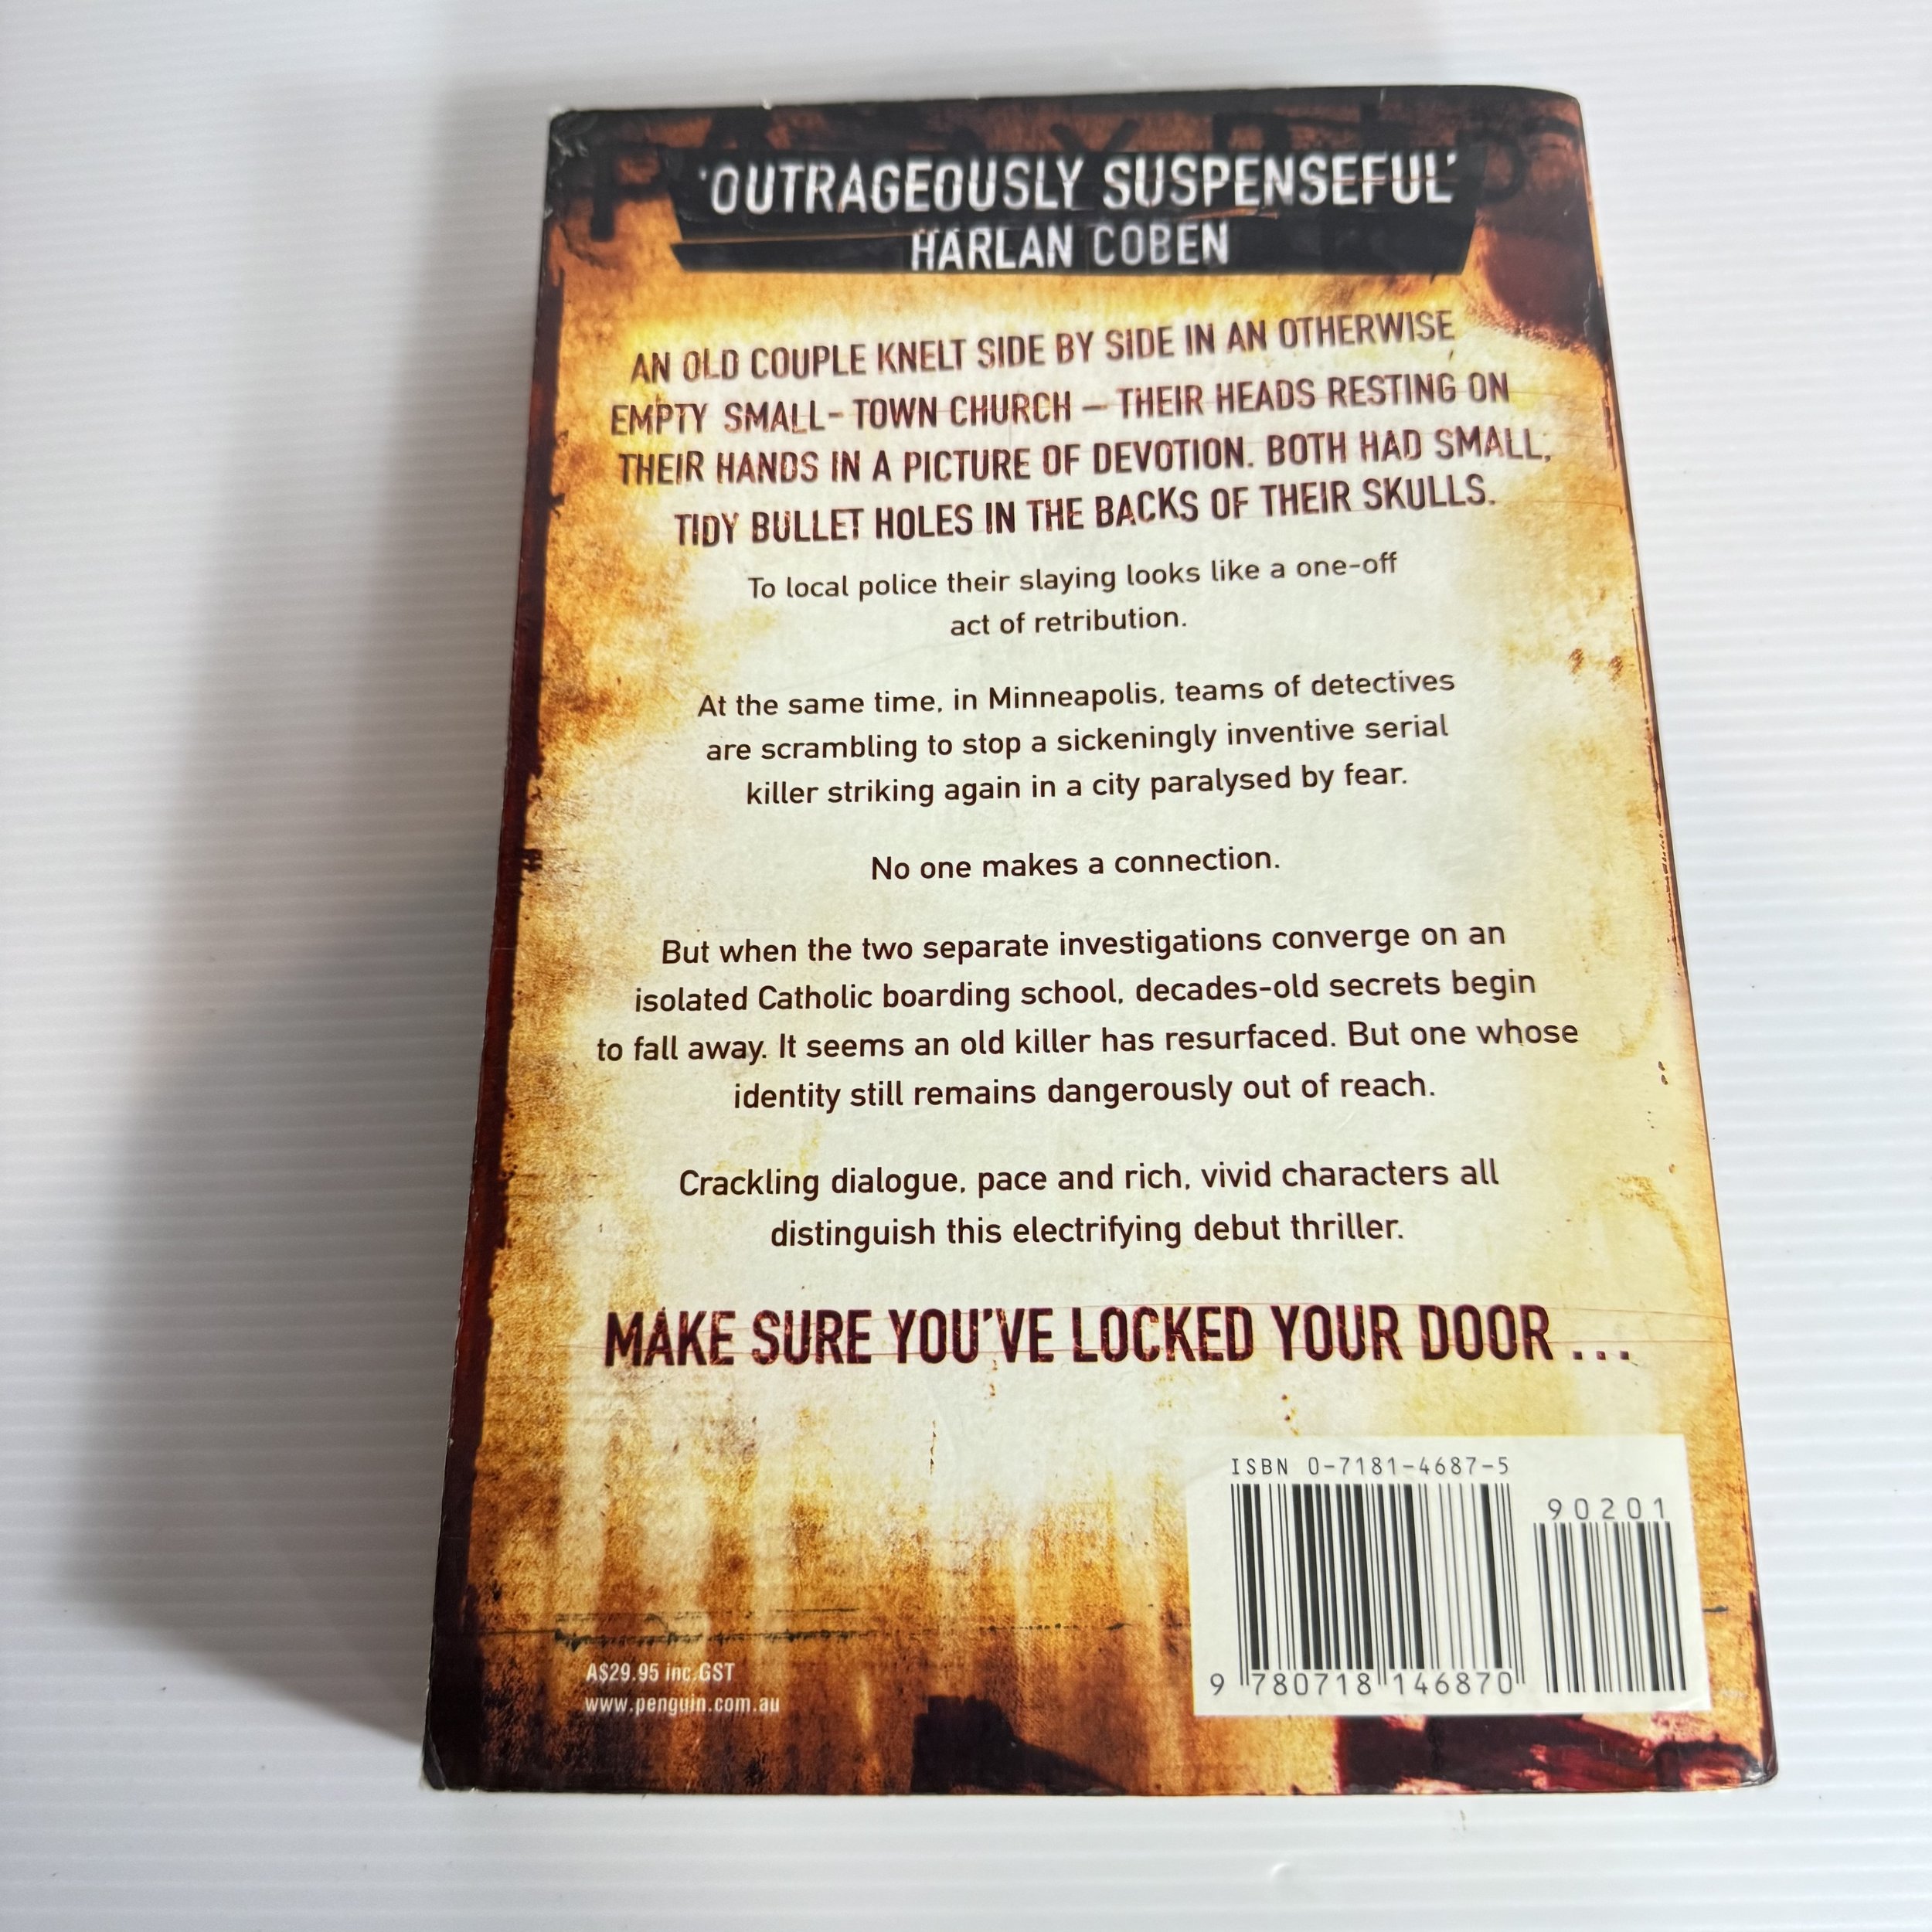 'OUTRAGEOUSLY SUSPENSEFUL'
HARLAN COBEN
AN OLD COUPLE KNELT SIDE BY SIDE IN AN OTHERWISE
EMPTY SMALL- TOWN CHURCH – THEIR HEADS RESTING ON
THEIR HANDS IN A PICTURE OF DEVOTION. BOTH HAD SMALL,
TIDY BULLET HOLES IN THE BACKS OF THEIR SKULLS.
To local police their slaying looks like a one-off
act of retribution.
At the same time, in Minneapolis, teams of detectives
are scrambling to stop a sickeningly inventive serial
killer striking again in a city paralysed by fear.
No one makes a connection.
But when the two separate investigations converge on an
isolated Catholic boarding school, decades-old secrets begin
to fall away. It seems an old killer has resurfaced. But one whose
identity still remains dangerously out of reach.
Crackling dialogue, pace and rich, vivid characters all
distinguish this electrifying debut thriller.
MAKE SURE YOU'VE LOCKED YOUR DOOR ...
ISBN 0-7181-4687-5
90201
9 780718 146870
A$29.95 inc.GST
www.penguin.com.au